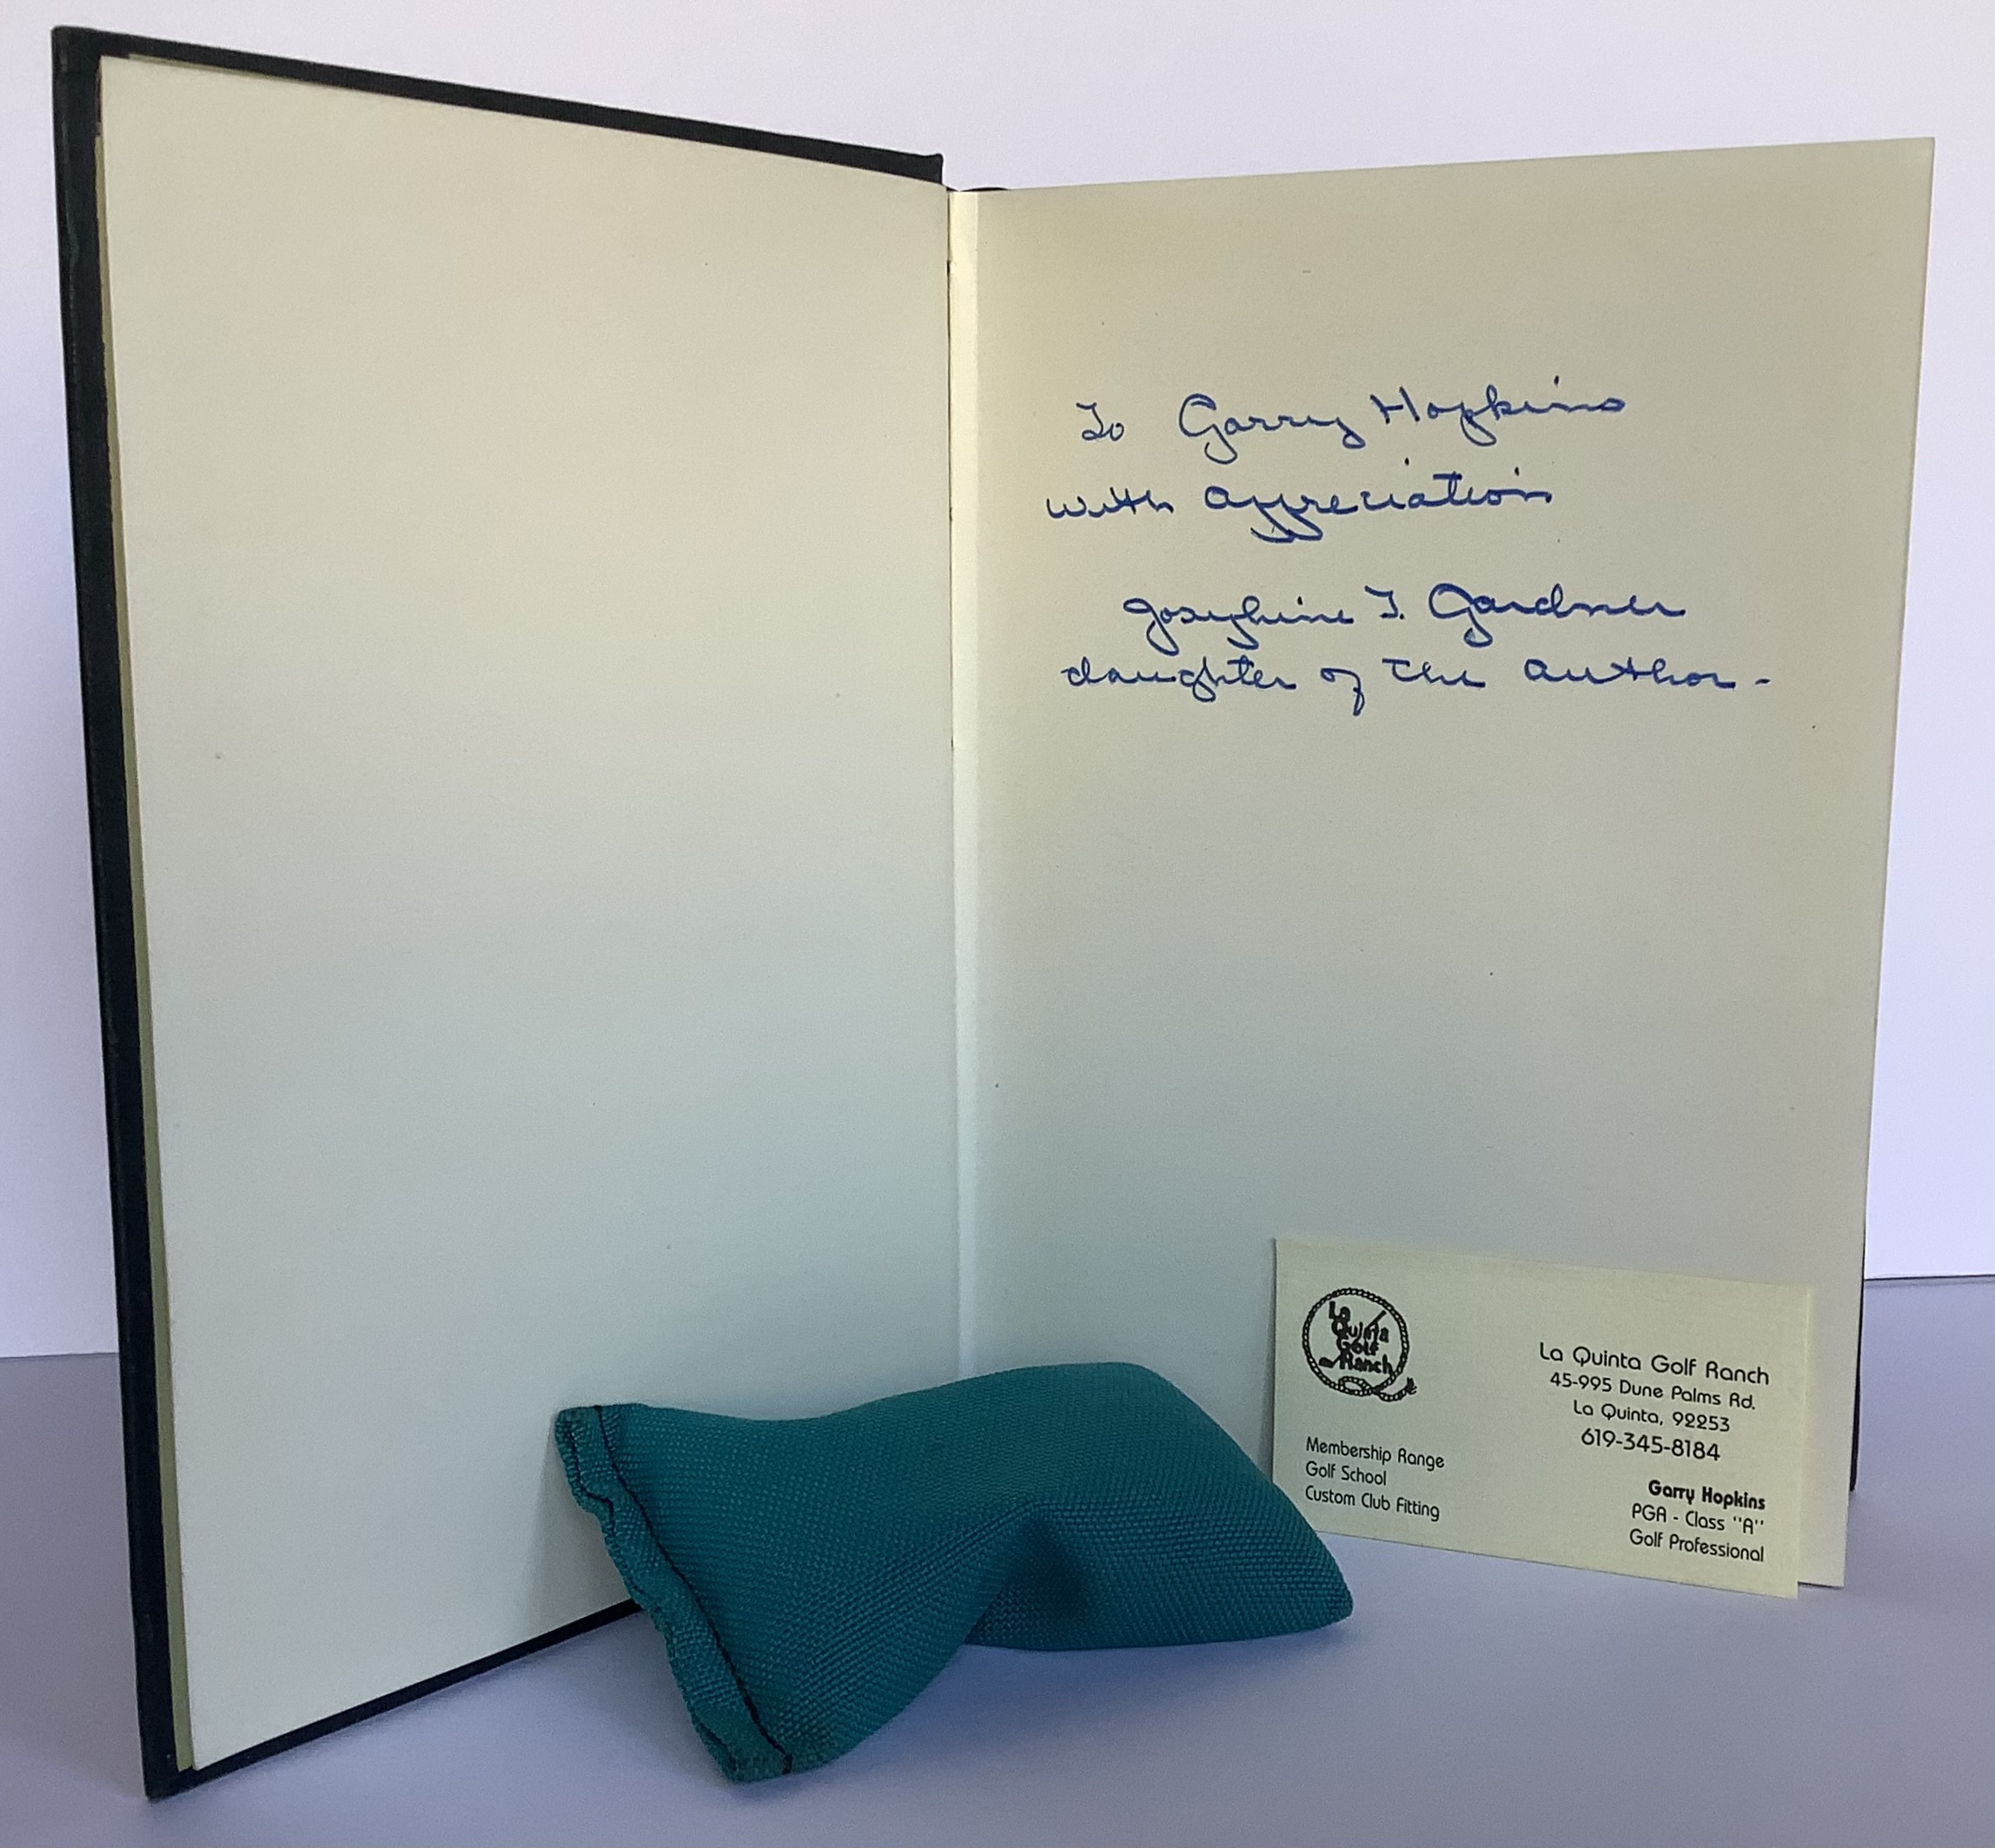 To Garry Hopkins
with appreciation
Josephine T. Gardner
daughter of the author -
La
Quinta
Golf
Ranch
La Quinta Golf Ranch
45-995 Dune Palms Rd.
La Quinta, 92253
619-345-8184
Membership Range
Golf School
Custom Club Fitting
Garry Hopkins
PGA - Class "A"
Golf Professional